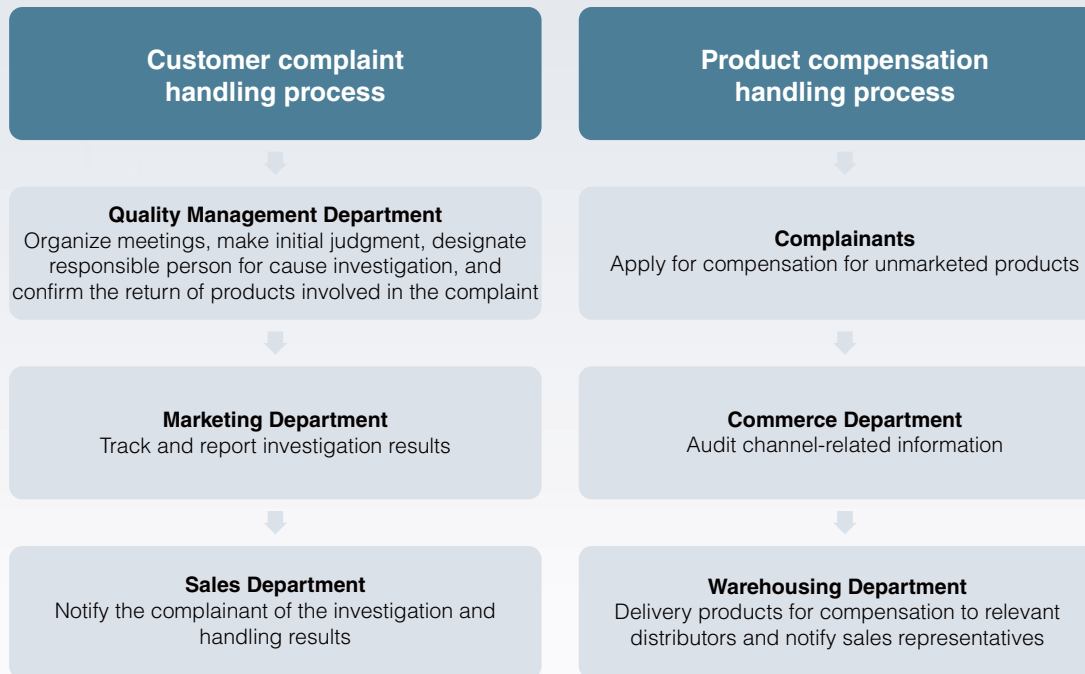 Customer complaint
handling process
Quality Management Department
Organize meetings, make initial judgment, designate
responsible person for cause investigation, and
confirm the return of products involved in the complaint
Marketing Department
Track and report investigation results
Sales Department
Notify the complainant of the investigation and
handling results
Product compensation
handling process
Complainants
Apply for compensation for unmarketed products
Commerce Department
Audit channel-related information
Warehousing Department
Delivery products for compensation to relevant
distributors and notify sales representatives